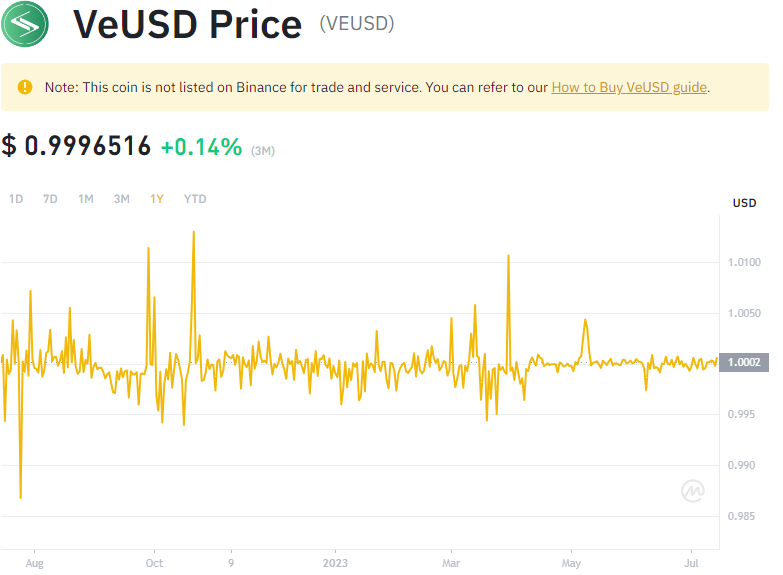 VeUSD Price (VEUSD)
Note: This coin is not listed on Binance for trade and service. You can refer to our How to Buy VeUSD guide.
$ 0.9996516 +0.14% (3M)
1D 7D 1M 3M 1Y YTD
USD
1.0100
1.0050
1.0002
0.995
0.990
0.985
Aug Oct 9 2023 Mar May Jul